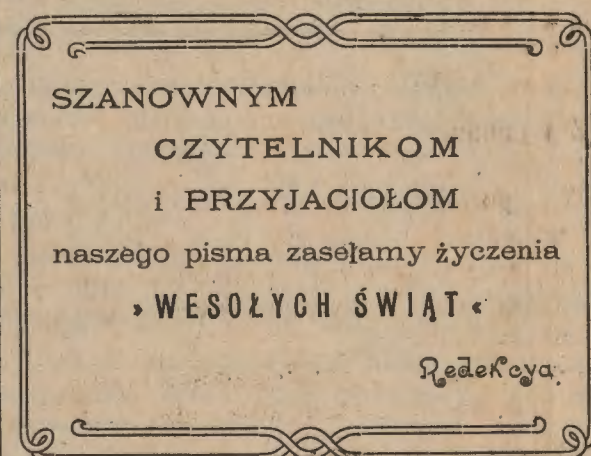 SZANOWNYM
CZYTELNIKOM
i PRZYJACIOŁOM
naszego pisma zasełamy życzenia
» WESOŁYCH ŚWIĄT «
Redekcya.